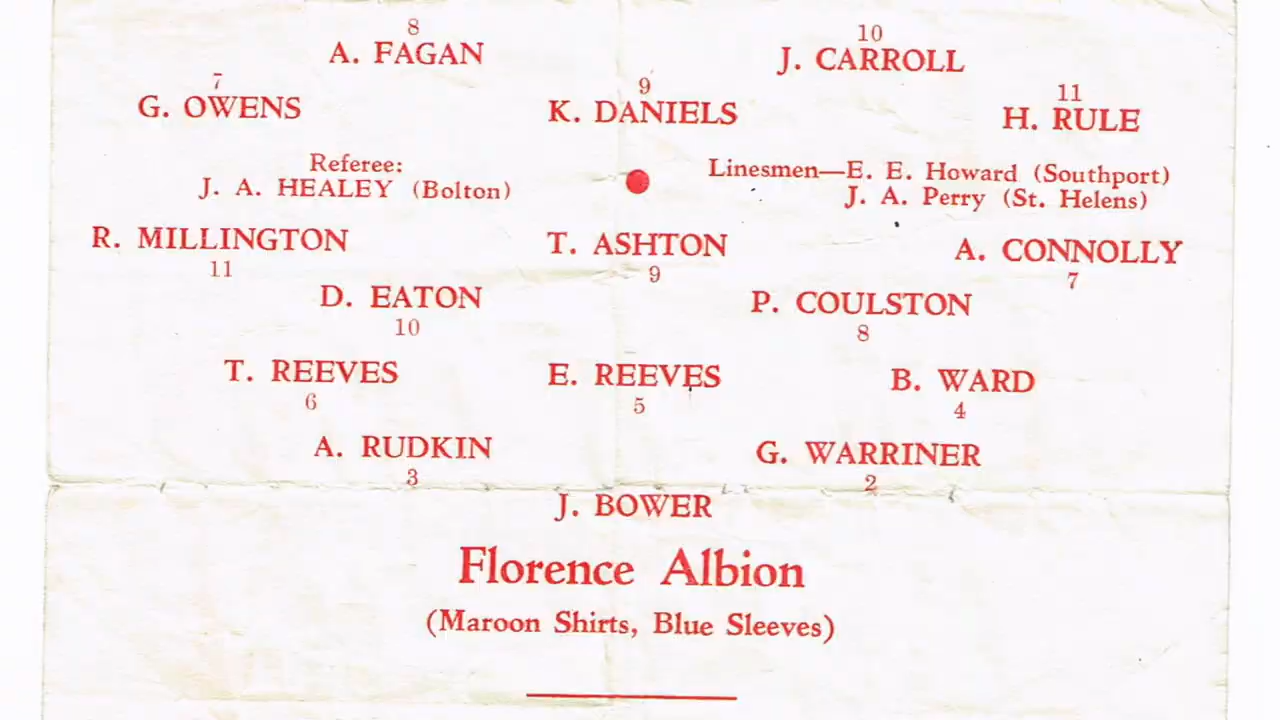 8 10
A. FAGAN J. CARROLL
7 9 11
G. OWENS K. DANIELS H. RULE
Referee: Linesmen—E. E. Howard (Southport)
J. A. HEALEY (Bolton) J. A. Perry (St. Helens)
R. MILLINGTON T. ASHTON A. CONNOLLY
11 9 7
D. EATON P. COULSTON
10 8
T. REEVES E. REEVES B. WARD
6 5 4
A. RUDKIN G. WARRINER
3 2
J. BOWER
Florence Albion
(Maroon Shirts, Blue Sleeves)